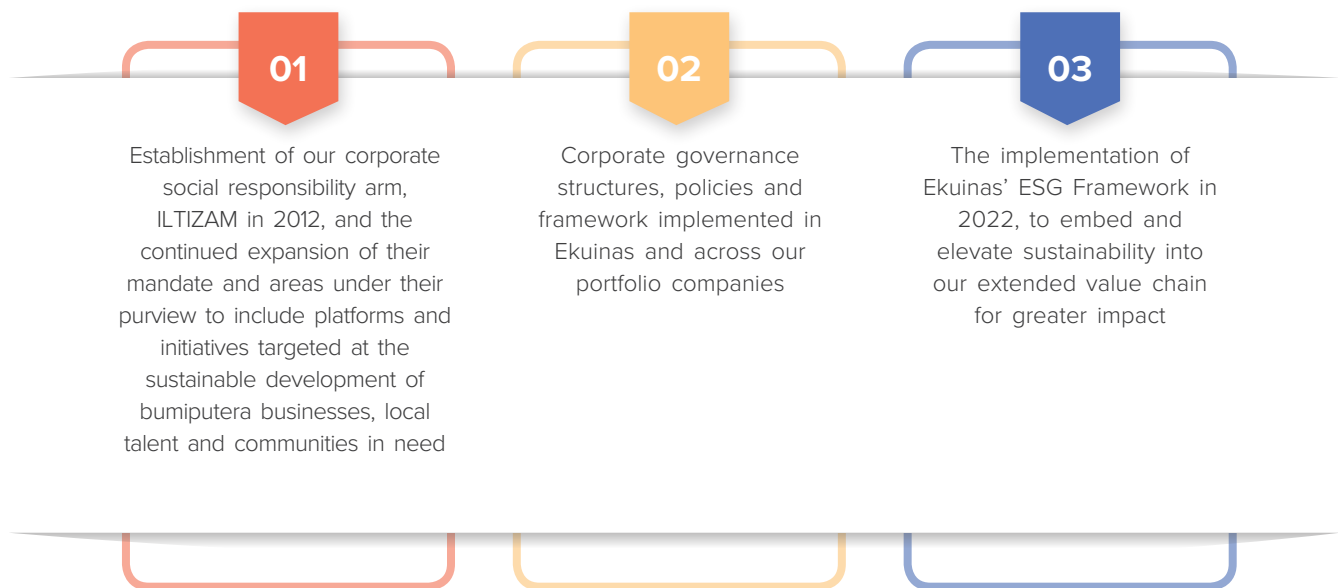 01
Establishment of our corporate
social responsibility arm,
ILTIZAM in 2012, and the
continued expansion of their
mandate and areas under their
purview to include platforms and
initiatives targeted at the
sustainable development of
bumiputera businesses, local
talent and communities in need
02
Corporate governance
structures, policies and
framework implemented in
Ekuinas and across our
portfolio companies
03
The implementation of
Ekuinas’ ESG Framework in
2022, to embed and
elevate sustainability into
our extended value chain
for greater impact